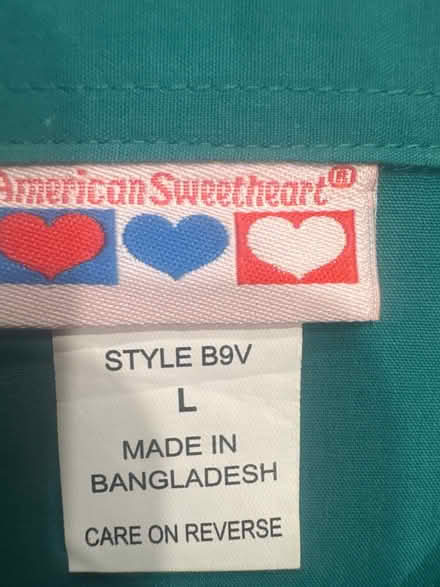 American Sweetheart®
STYLE B9V
L
MADE IN
BANGLADESH
CARE ON REVERSE